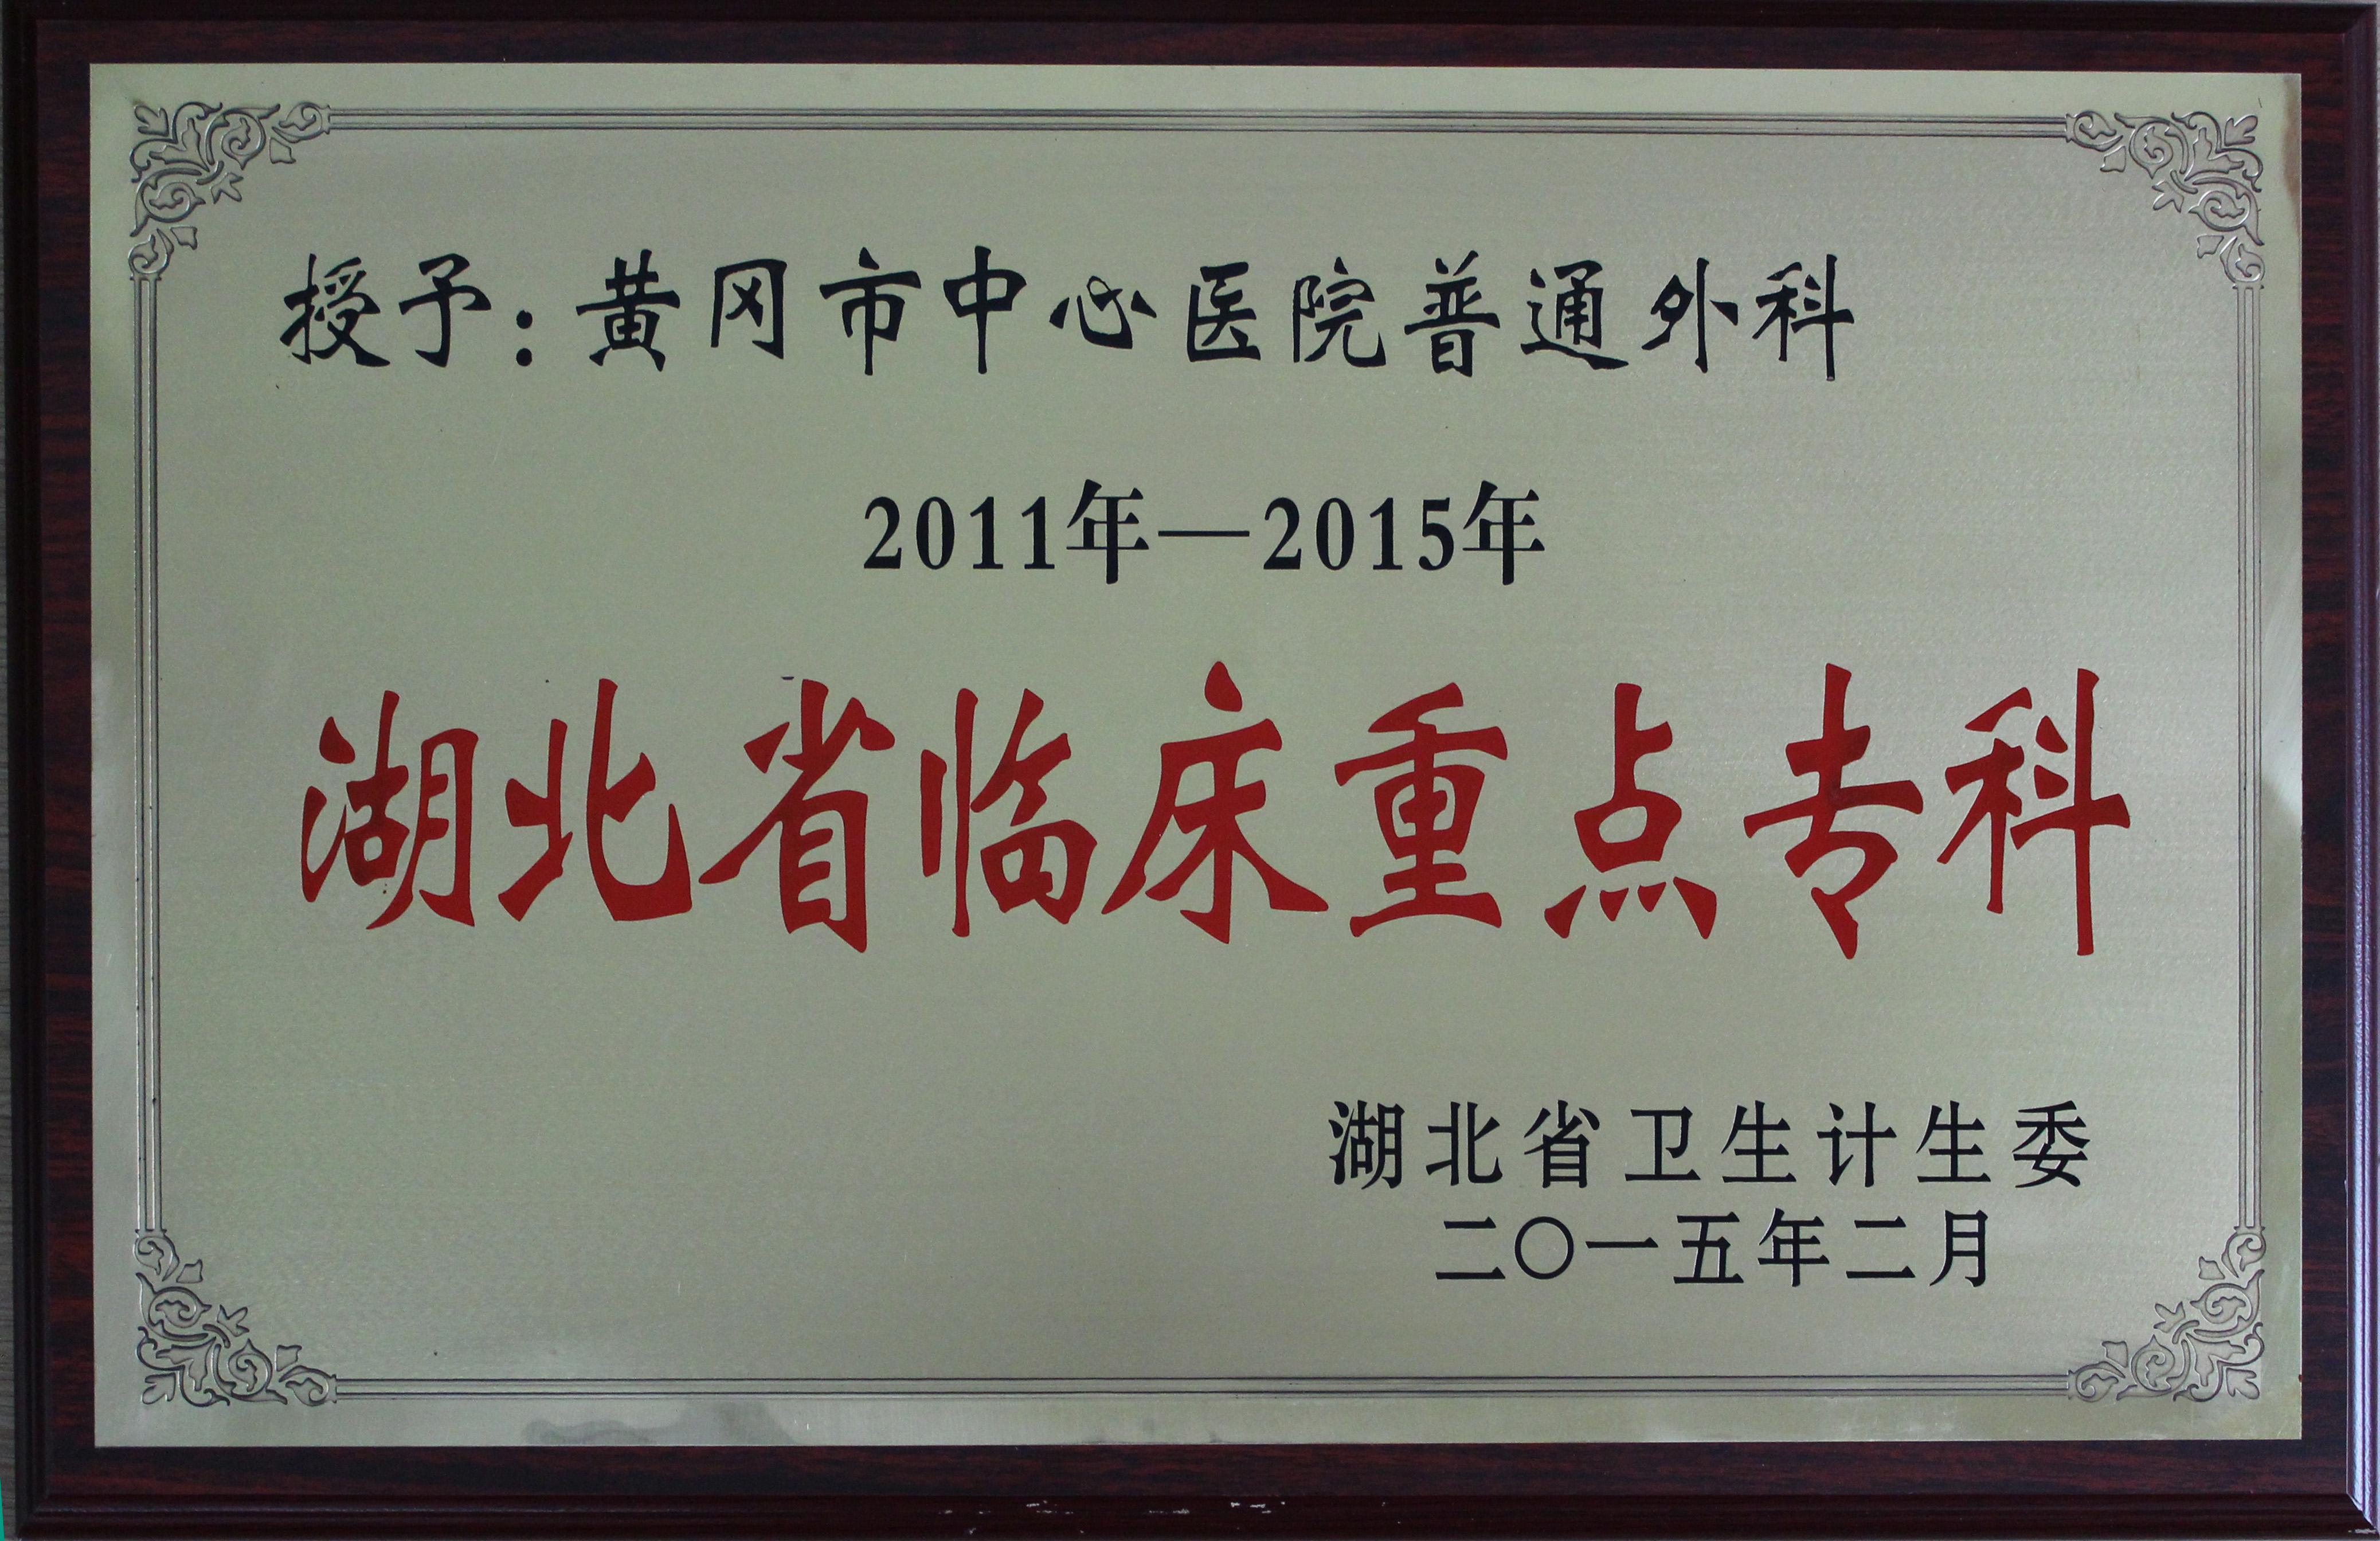 授予：黄冈市中心医院普通外科
2011年—2015年
湖北省临床重点专科
湖北省卫生计生委
二〇一五年二月